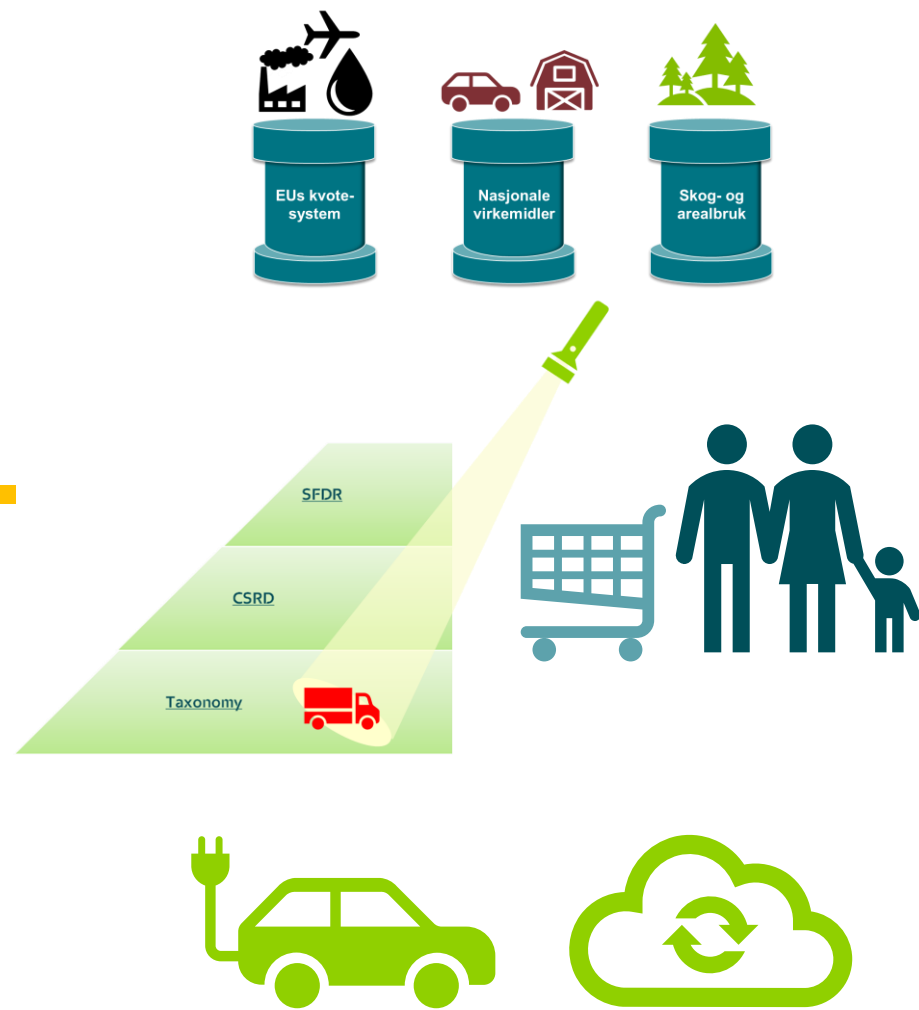 EUs kvote-
system
Nasjonale
virkemidler
Skog- og
arealbruk
SFDR
CSRD
Taxonomy